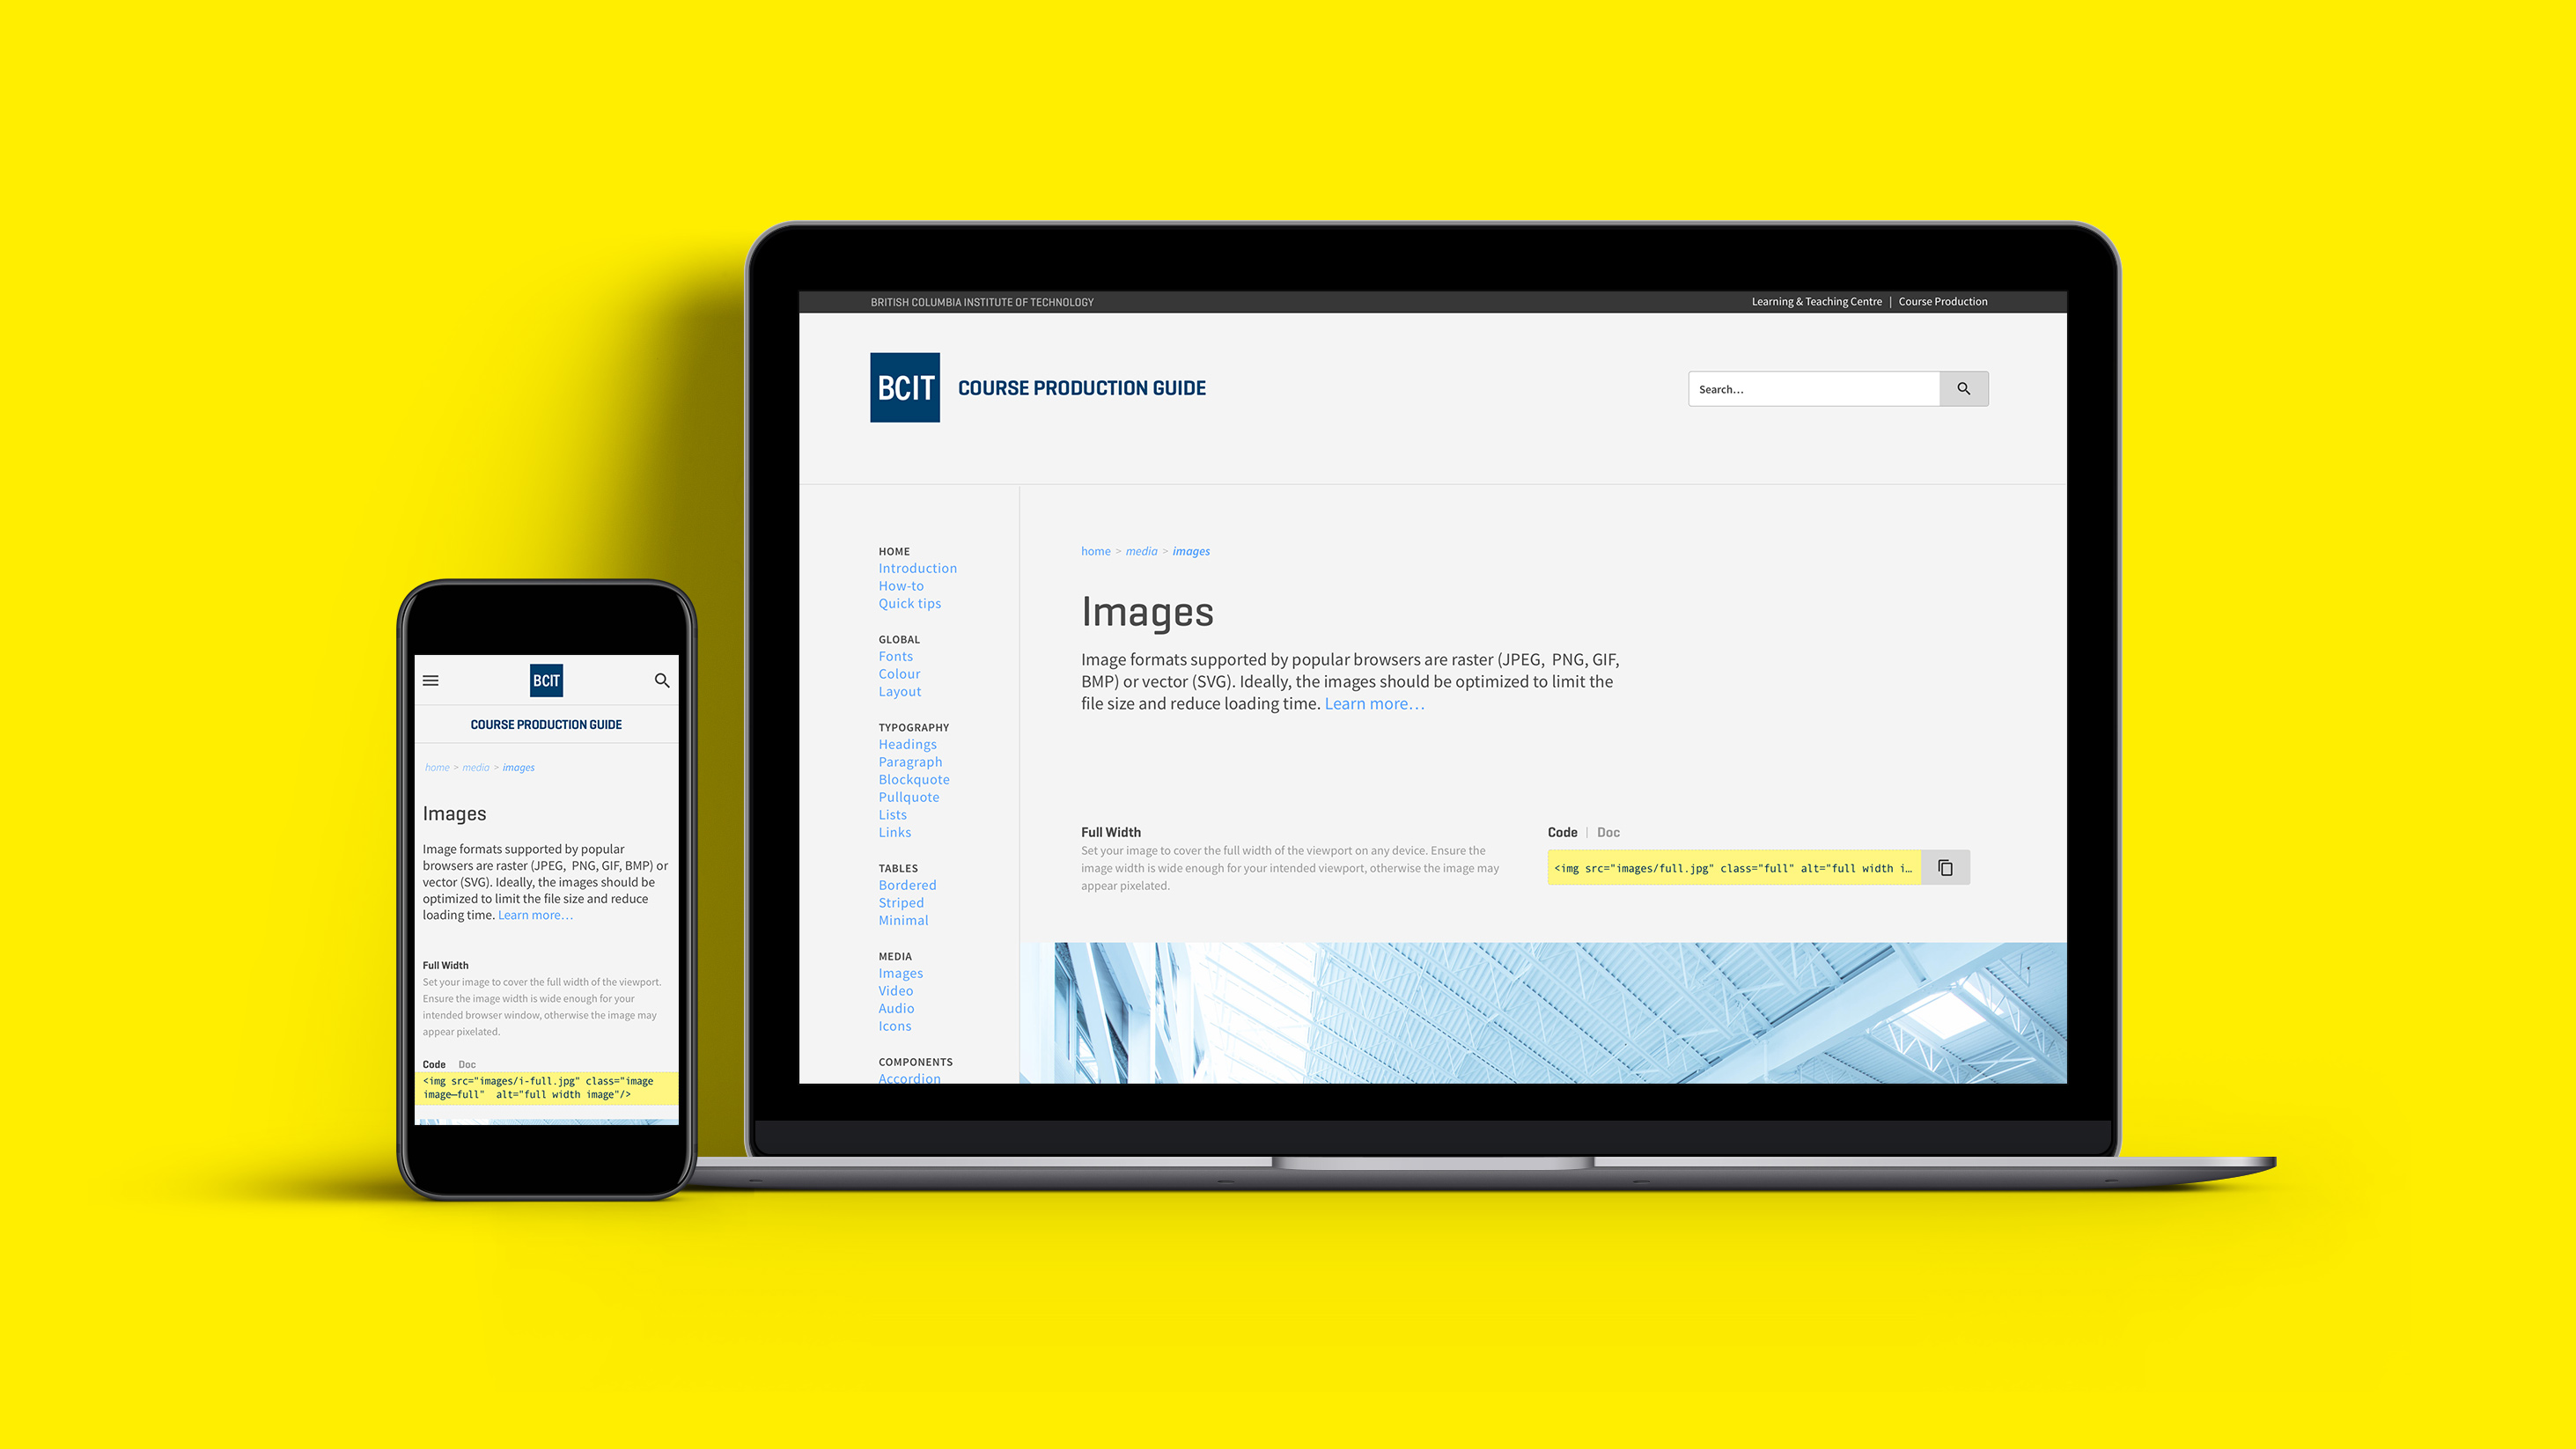 BRITISH COLUMBIA INSTITUTE OF TECHNOLOGY
Learning & Teaching Centre | Course Production
BCIT
COURSE PRODUCTION GUIDE
Search...
HOME
Introduction
How-to
Quick tips
GLOBAL
Fonts
Colour
Layout
TYPOGRAPHY
Headings
Paragraph
Blockquote
Pullquote
Lists
Links
TABLES
Bordered
Striped
Minimal
MEDIA
Images
Video
Audio
Icons
COMPONENTS
Accordion
home > media > images
Images
Image formats supported by popular browsers are raster (JPEG, PNG, GIF,
BMP) or vector (SVG). Ideally, the images should be optimized to limit the
file size and reduce loading time. Learn more...
Full Width
Set your image to cover the full width of the viewport on any device. Ensure the
image width is wide enough for your intended viewport, otherwise the image may
appear pixelated.
Code | Doc
<img src="images/full.jpg" class="full" alt="full width i...
BCIT
COURSE PRODUCTION GUIDE
home > media > images
Images
Image formats supported by popular
browsers are raster (JPEG, PNG, GIF, BMP) or
vector (SVG). Ideally, the images should be
optimized to limit the file size and reduce
loading time. Learn more...
Full Width
Set your image to cover the full width of the viewport.
Ensure the image width is wide enough for your
intended browser window, otherwise the image may
appear pixelated.
Code Doc
<img src="images/i-full.jpg" class="image
image—full" alt="full width image"/>